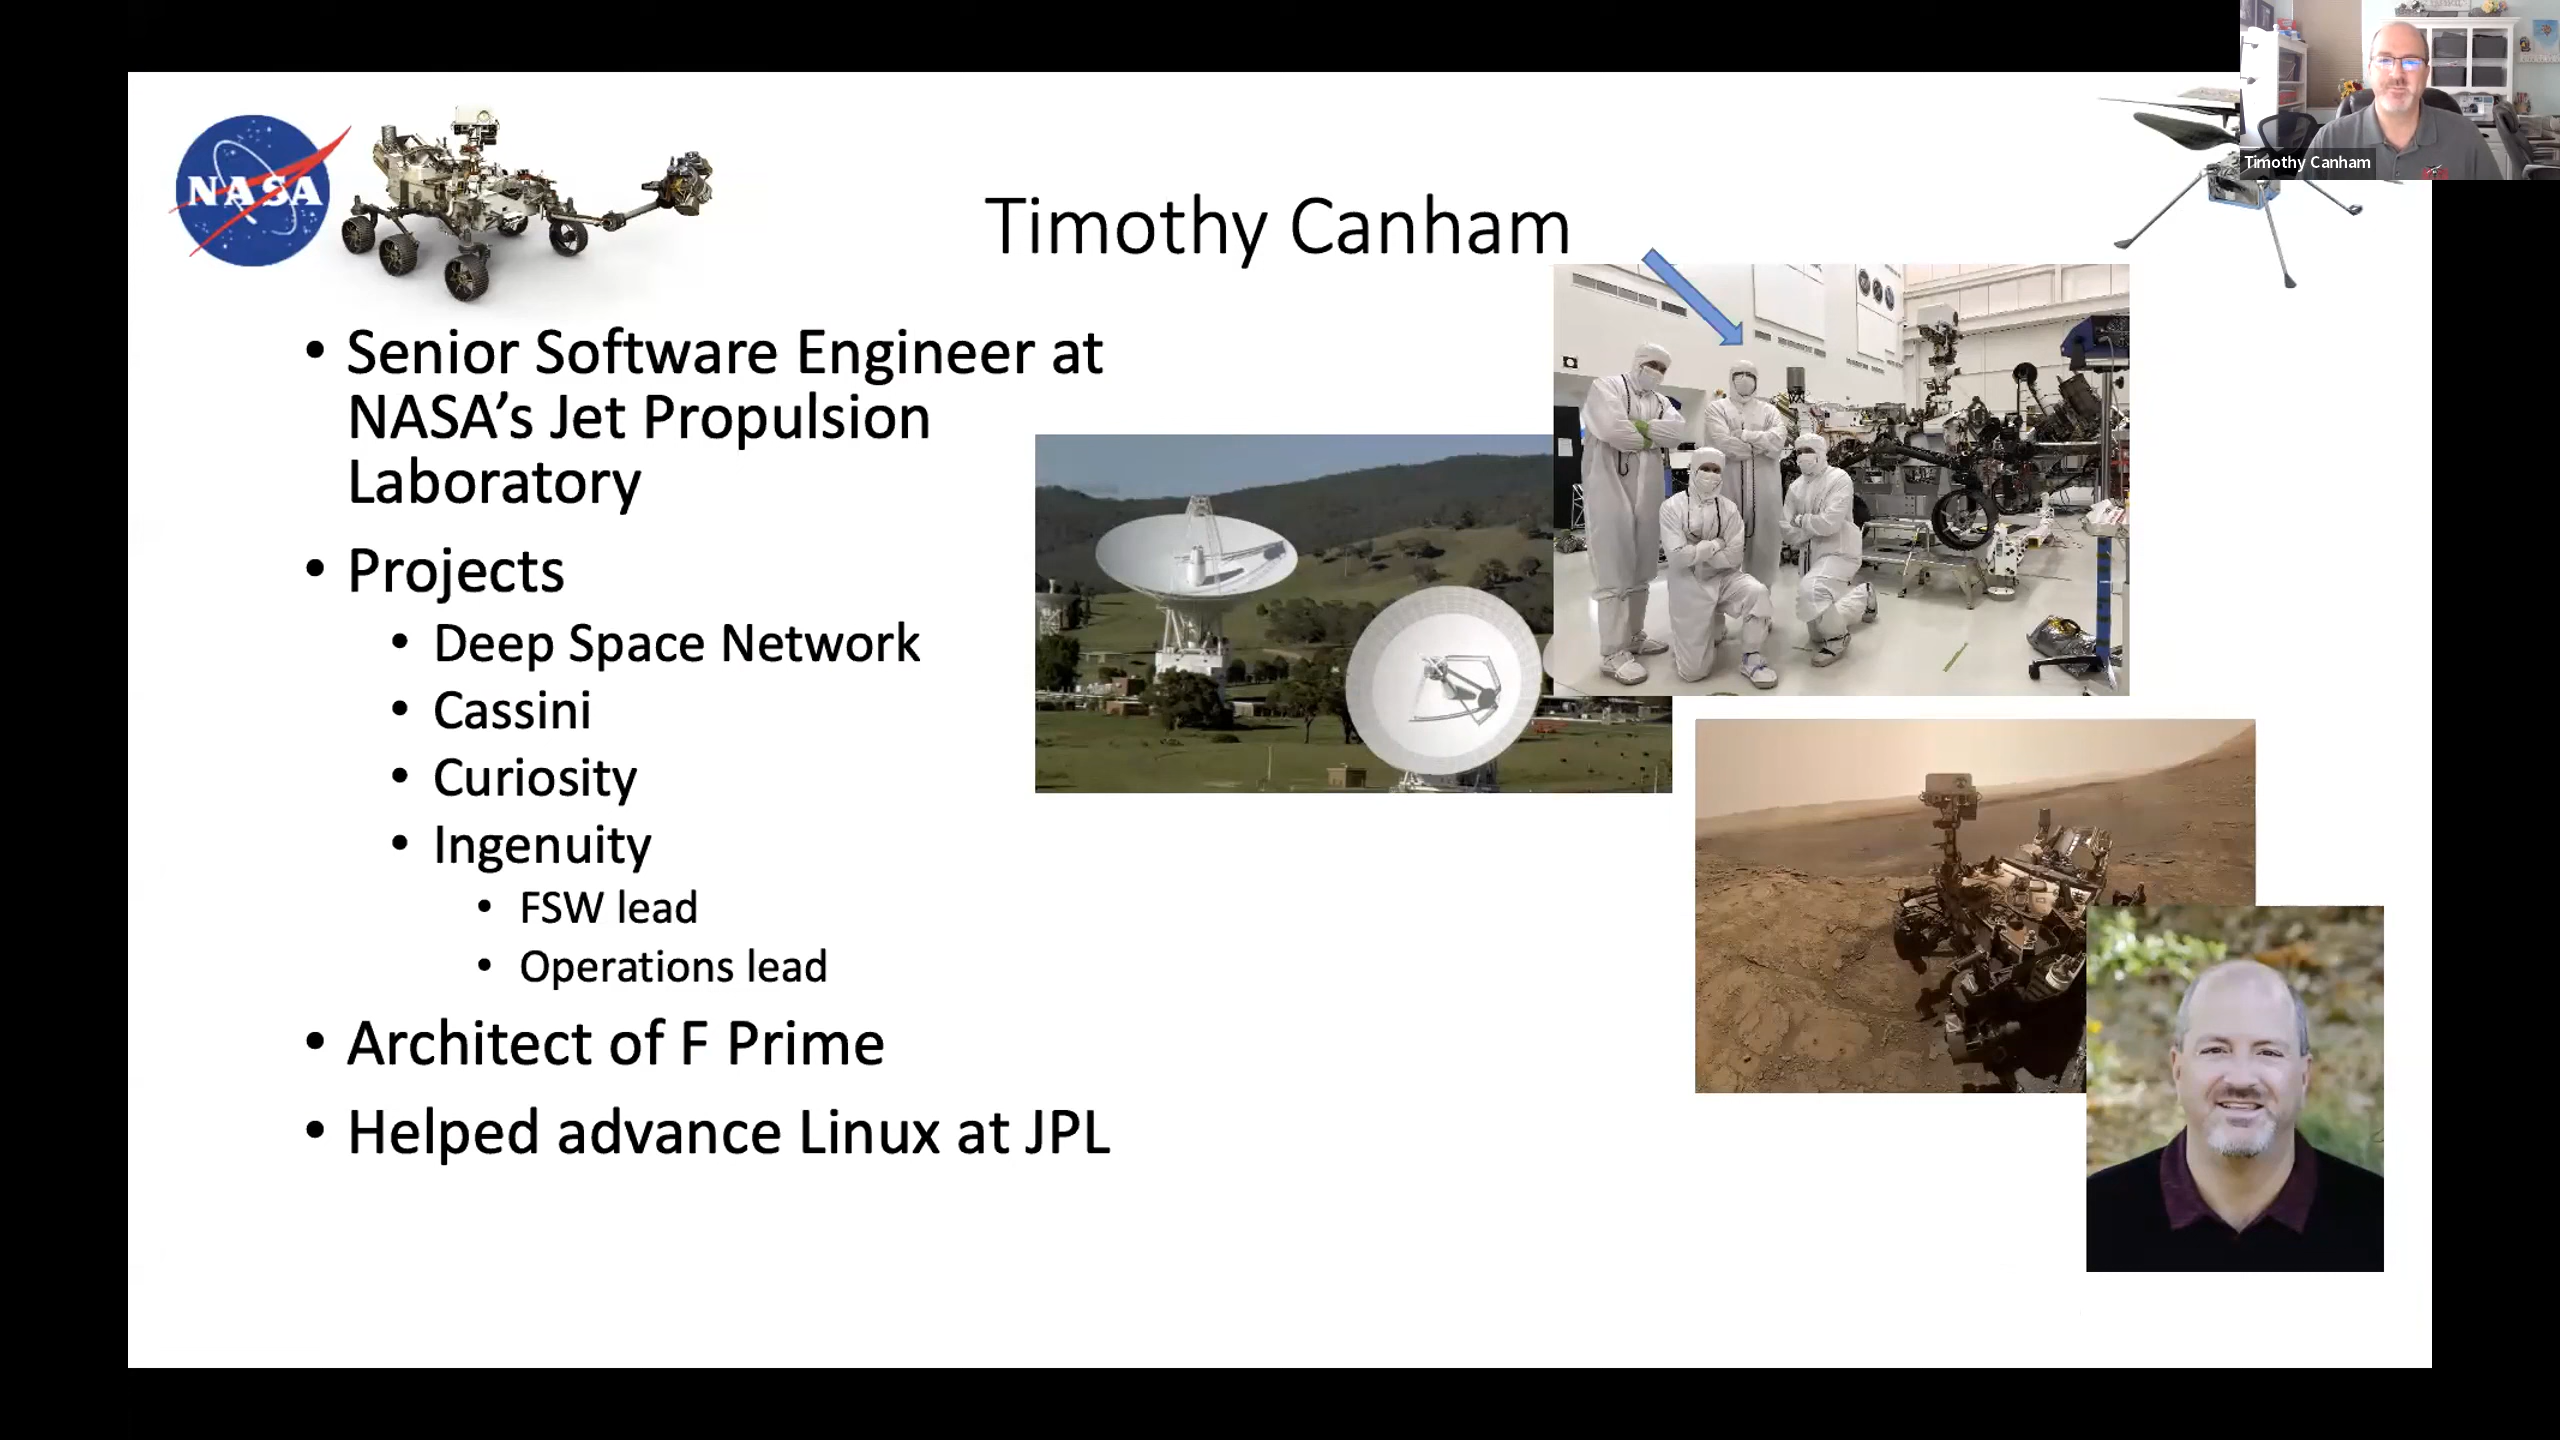 NASA
Timothy Canham
Timothy Canham
• Senior Software Engineer at
NASA’s Jet Propulsion
Laboratory
• Projects
• Deep Space Network
• Cassini
• Curiosity
• Ingenuity
• FSW lead
• Operations lead
• Architect of F Prime
• Helped advance Linux at JPL